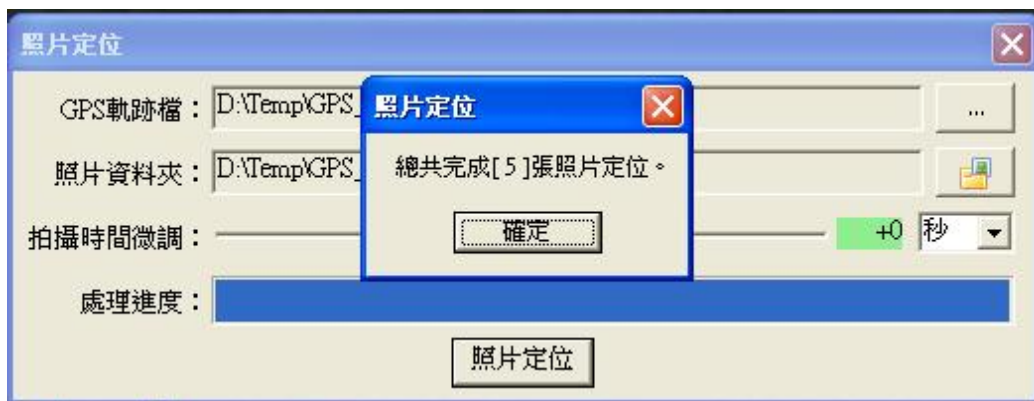 照片定位
GPS軌跡檔： D:\Temp\GPS_
...
照片資料夾： D:\Temp\GPS_
拍攝時間微調： +0 秒
處理進度：
照片定位
照片定位
總共完成[ 5 ]張照片定位。
確定